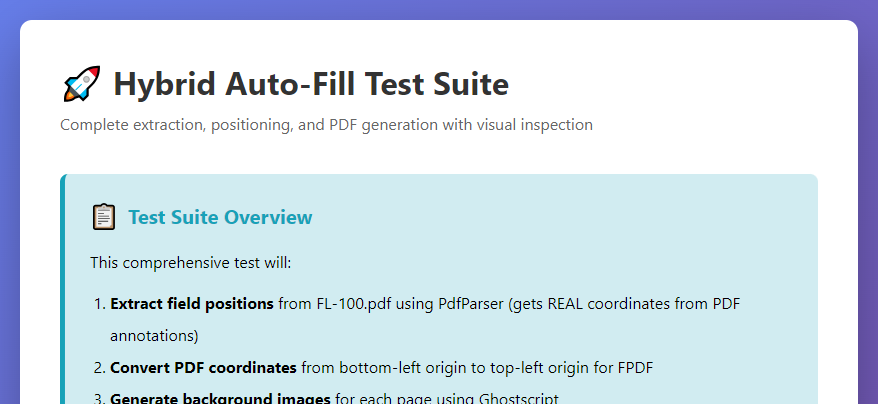 Hybrid Auto-Fill Test Suite
Complete extraction, positioning, and PDF generation with visual inspection
Test Suite Overview
This comprehensive test will:
1. Extract field positions from FL-100.pdf using PdfParser (gets REAL coordinates from PDF
annotations)
2. Convert PDF coordinates from bottom-left origin to top-left origin for FPDF
3. Generate background images for each page using Ghostscript